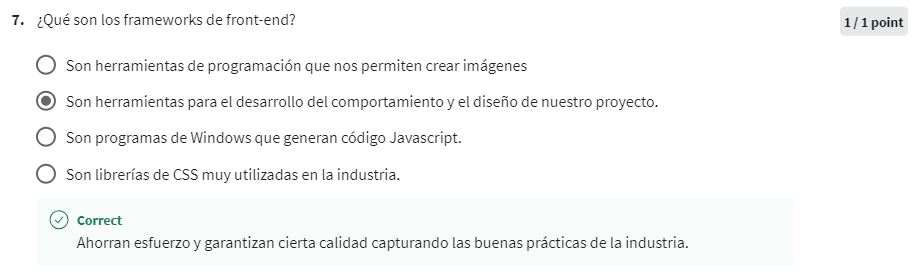 7. ¿Qué son los frameworks de front-end?
1 / 1 point
Son herramientas de programación que nos permiten crear imágenes
Son herramientas para el desarrollo del comportamiento y el diseño de nuestro proyecto.
Son programas de Windows que generan código Javascript.
Son librerías de CSS muy utilizadas en la industria.
Correct
Ahorran esfuerzo y garantizan cierta calidad capturando las buenas prácticas de la industria.